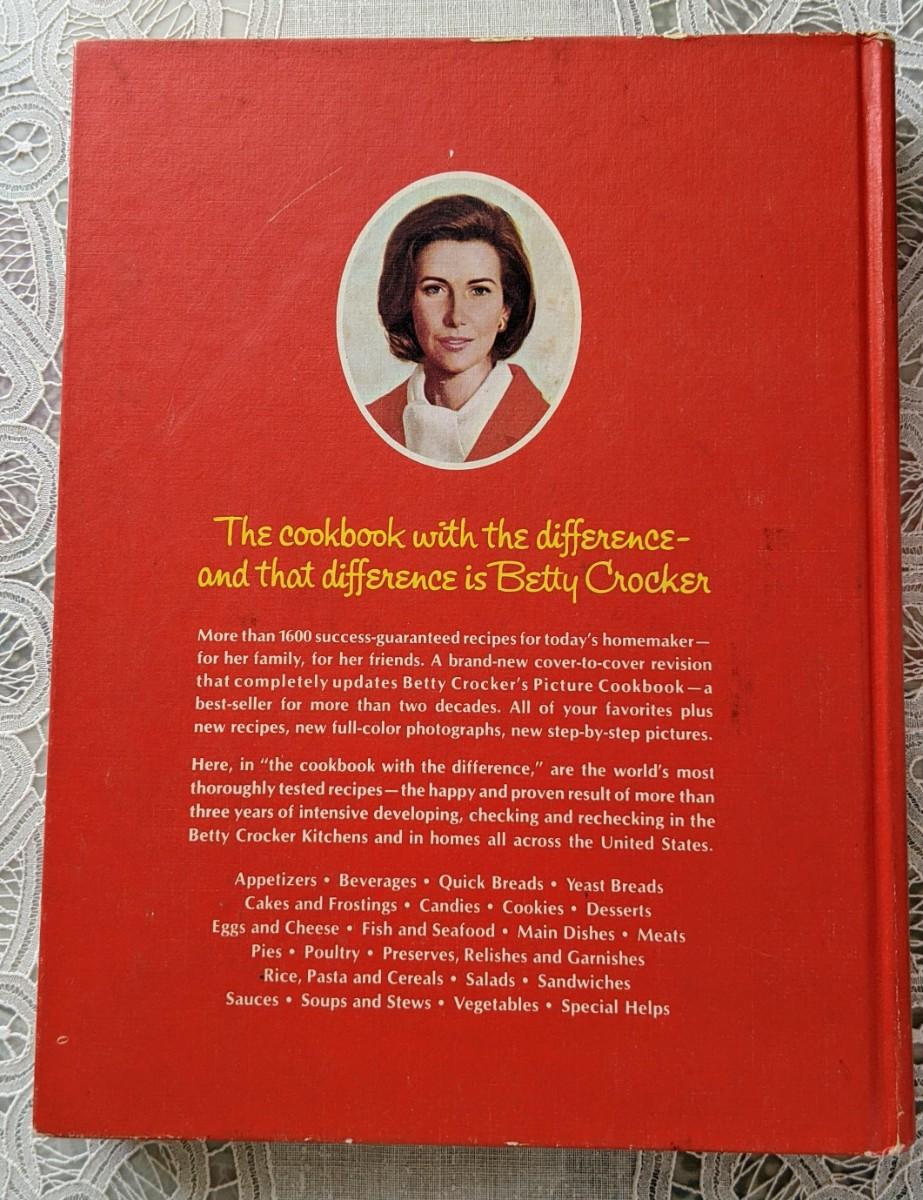 The cookbook with the difference-
and that difference is Betty Crocker
More than 1600 success-guaranteed recipes for today's homemaker—
for her family, for her friends. A brand-new cover-to-cover revision
that completely updates Betty Crocker's Picture Cookbook—a
best-seller for more than two decades. All of your favorites plus
new recipes, new full-color photographs, new step-by-step pictures.
Here, in "the cookbook with the difference," are the world's most
thoroughly tested recipes—the happy and proven result of more than
three years of intensive developing, checking and rechecking in the
Betty Crocker Kitchens and in homes all across the United States.
Appetizers • Beverages • Quick Breads • Yeast Breads
Cakes and Frostings • Candies • Cookies • Desserts
Eggs and Cheese • Fish and Seafood • Main Dishes • Meats
Pies • Poultry • Preserves, Relishes and Garnishes
Rice, Pasta and Cereals • Salads • Sandwiches
Sauces • Soups and Stews • Vegetables • Special Helps